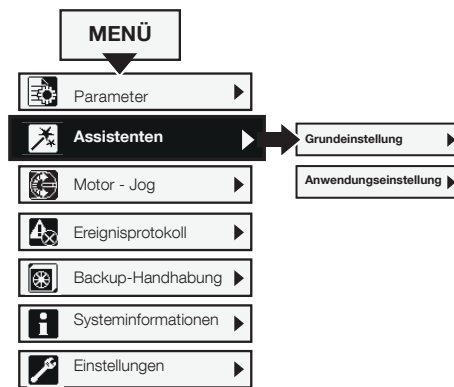 MENÜ
Parameter
Assistenten
Grundeinstellung
Anwendungseinstellung
Motor - Jog
Ereignisprotokoll
Backup-Handhabung
Systeminformationen
Einstellungen